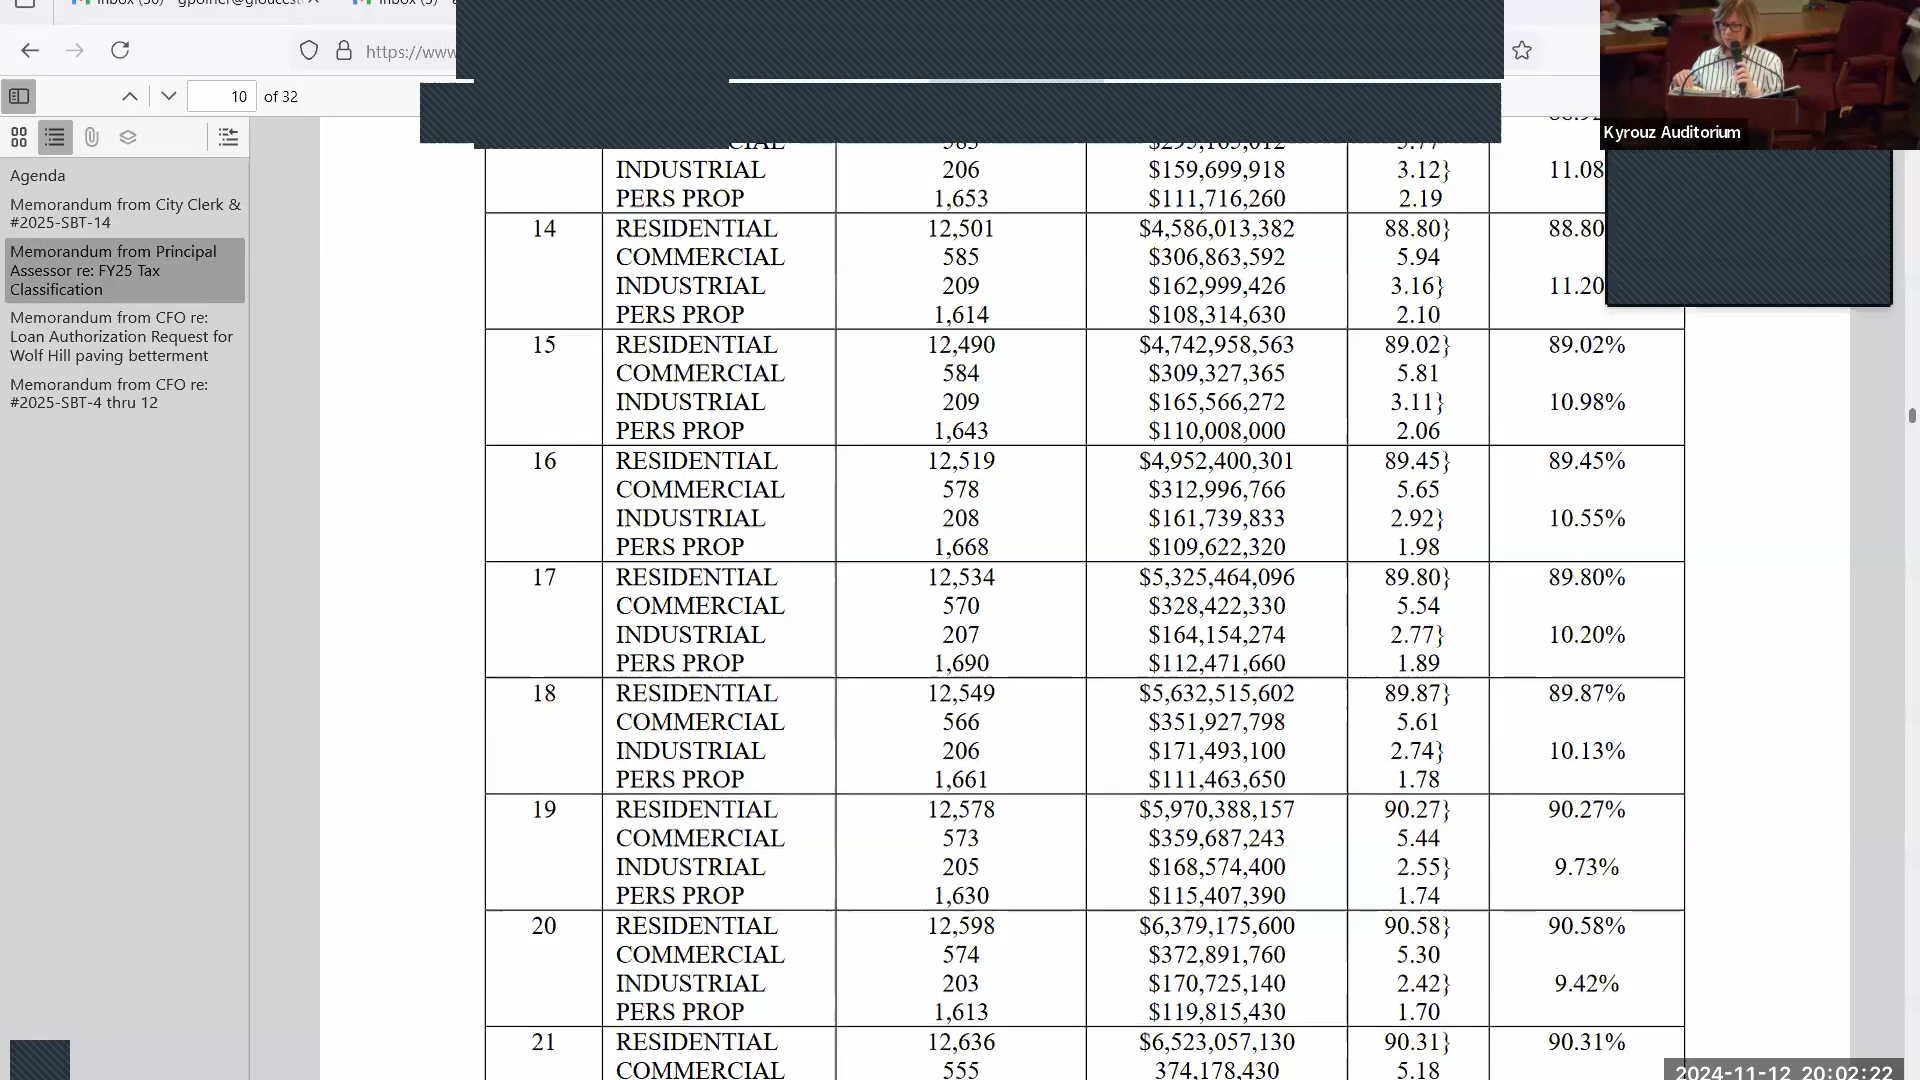 https://www
10 of 32
Kyrouz Auditorium
Agenda
Memorandum from City Clerk &
#2025-SBT-14
Memorandum from Principal
Assessor re: FY25 Tax
Classification
Memorandum from CFO re:
Loan Authorization Request for
Wolf Hill paving betterment
Memorandum from CFO re:
#2025-SBT-4 thru 12
INDUSTRIAL 206 $159,699,918 3.12} 11.08
PERS PROP 1,653 $111,716,260 2.19
14 RESIDENTIAL 12,501 $4,586,013,382 88.80} 88.80
COMMERCIAL 585 $306,863,592 5.94
INDUSTRIAL 209 $162,999,426 3.16} 11.20
PERS PROP 1,614 $108,314,630 2.10
15 RESIDENTIAL 12,490 $4,742,958,563 89.02} 89.02%
COMMERCIAL 584 $309,327,365 5.81
INDUSTRIAL 209 $165,566,272 3.11} 10.98%
PERS PROP 1,643 $110,008,000 2.06
16 RESIDENTIAL 12,519 $4,952,400,301 89.45} 89.45%
COMMERCIAL 578 $312,996,766 5.65
INDUSTRIAL 208 $161,739,833 2.92} 10.55%
PERS PROP 1,668 $109,622,320 1.98
17 RESIDENTIAL 12,534 $5,325,464,096 89.80} 89.80%
COMMERCIAL 570 $328,422,330 5.54
INDUSTRIAL 207 $164,154,274 2.77} 10.20%
PERS PROP 1,690 $112,471,660 1.89
18 RESIDENTIAL 12,549 $5,632,515,602 89.87} 89.87%
COMMERCIAL 566 $351,927,798 5.61
INDUSTRIAL 206 $171,493,100 2.74} 10.13%
PERS PROP 1,661 $111,463,650 1.78
19 RESIDENTIAL 12,578 $5,970,388,157 90.27} 90.27%
COMMERCIAL 573 $359,687,243 5.44
INDUSTRIAL 205 $168,574,400 2.55} 9.73%
PERS PROP 1,630 $115,407,390 1.74
20 RESIDENTIAL 12,598 $6,379,175,600 90.58} 90.58%
COMMERCIAL 574 $372,891,760 5.30
INDUSTRIAL 203 $170,725,140 2.42} 9.42%
PERS PROP 1,613 $119,815,430 1.70
21 RESIDENTIAL 12,636 $6,523,057,130 90.31} 90.31%
COMMERCIAL 555 374,178,430 5.18
2024-11-12 20:02:22